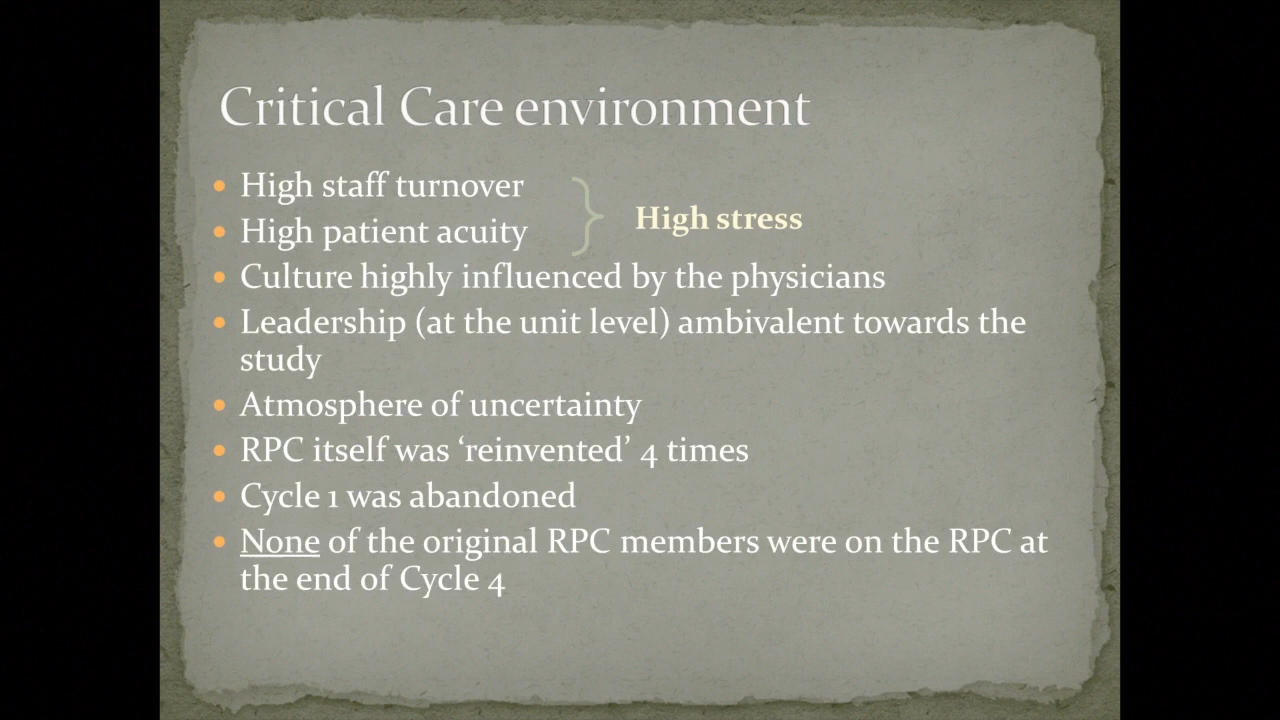 Critical Care environment
• High staff turnover
• High patient acuity
High stress
• Culture highly influenced by the physicians
• Leadership (at the unit level) ambivalent towards the
study
• Atmosphere of uncertainty
• RPC itself was ‘reinvented’ 4 times
• Cycle 1 was abandoned
• None of the original RPC members were on the RPC at
the end of Cycle 4